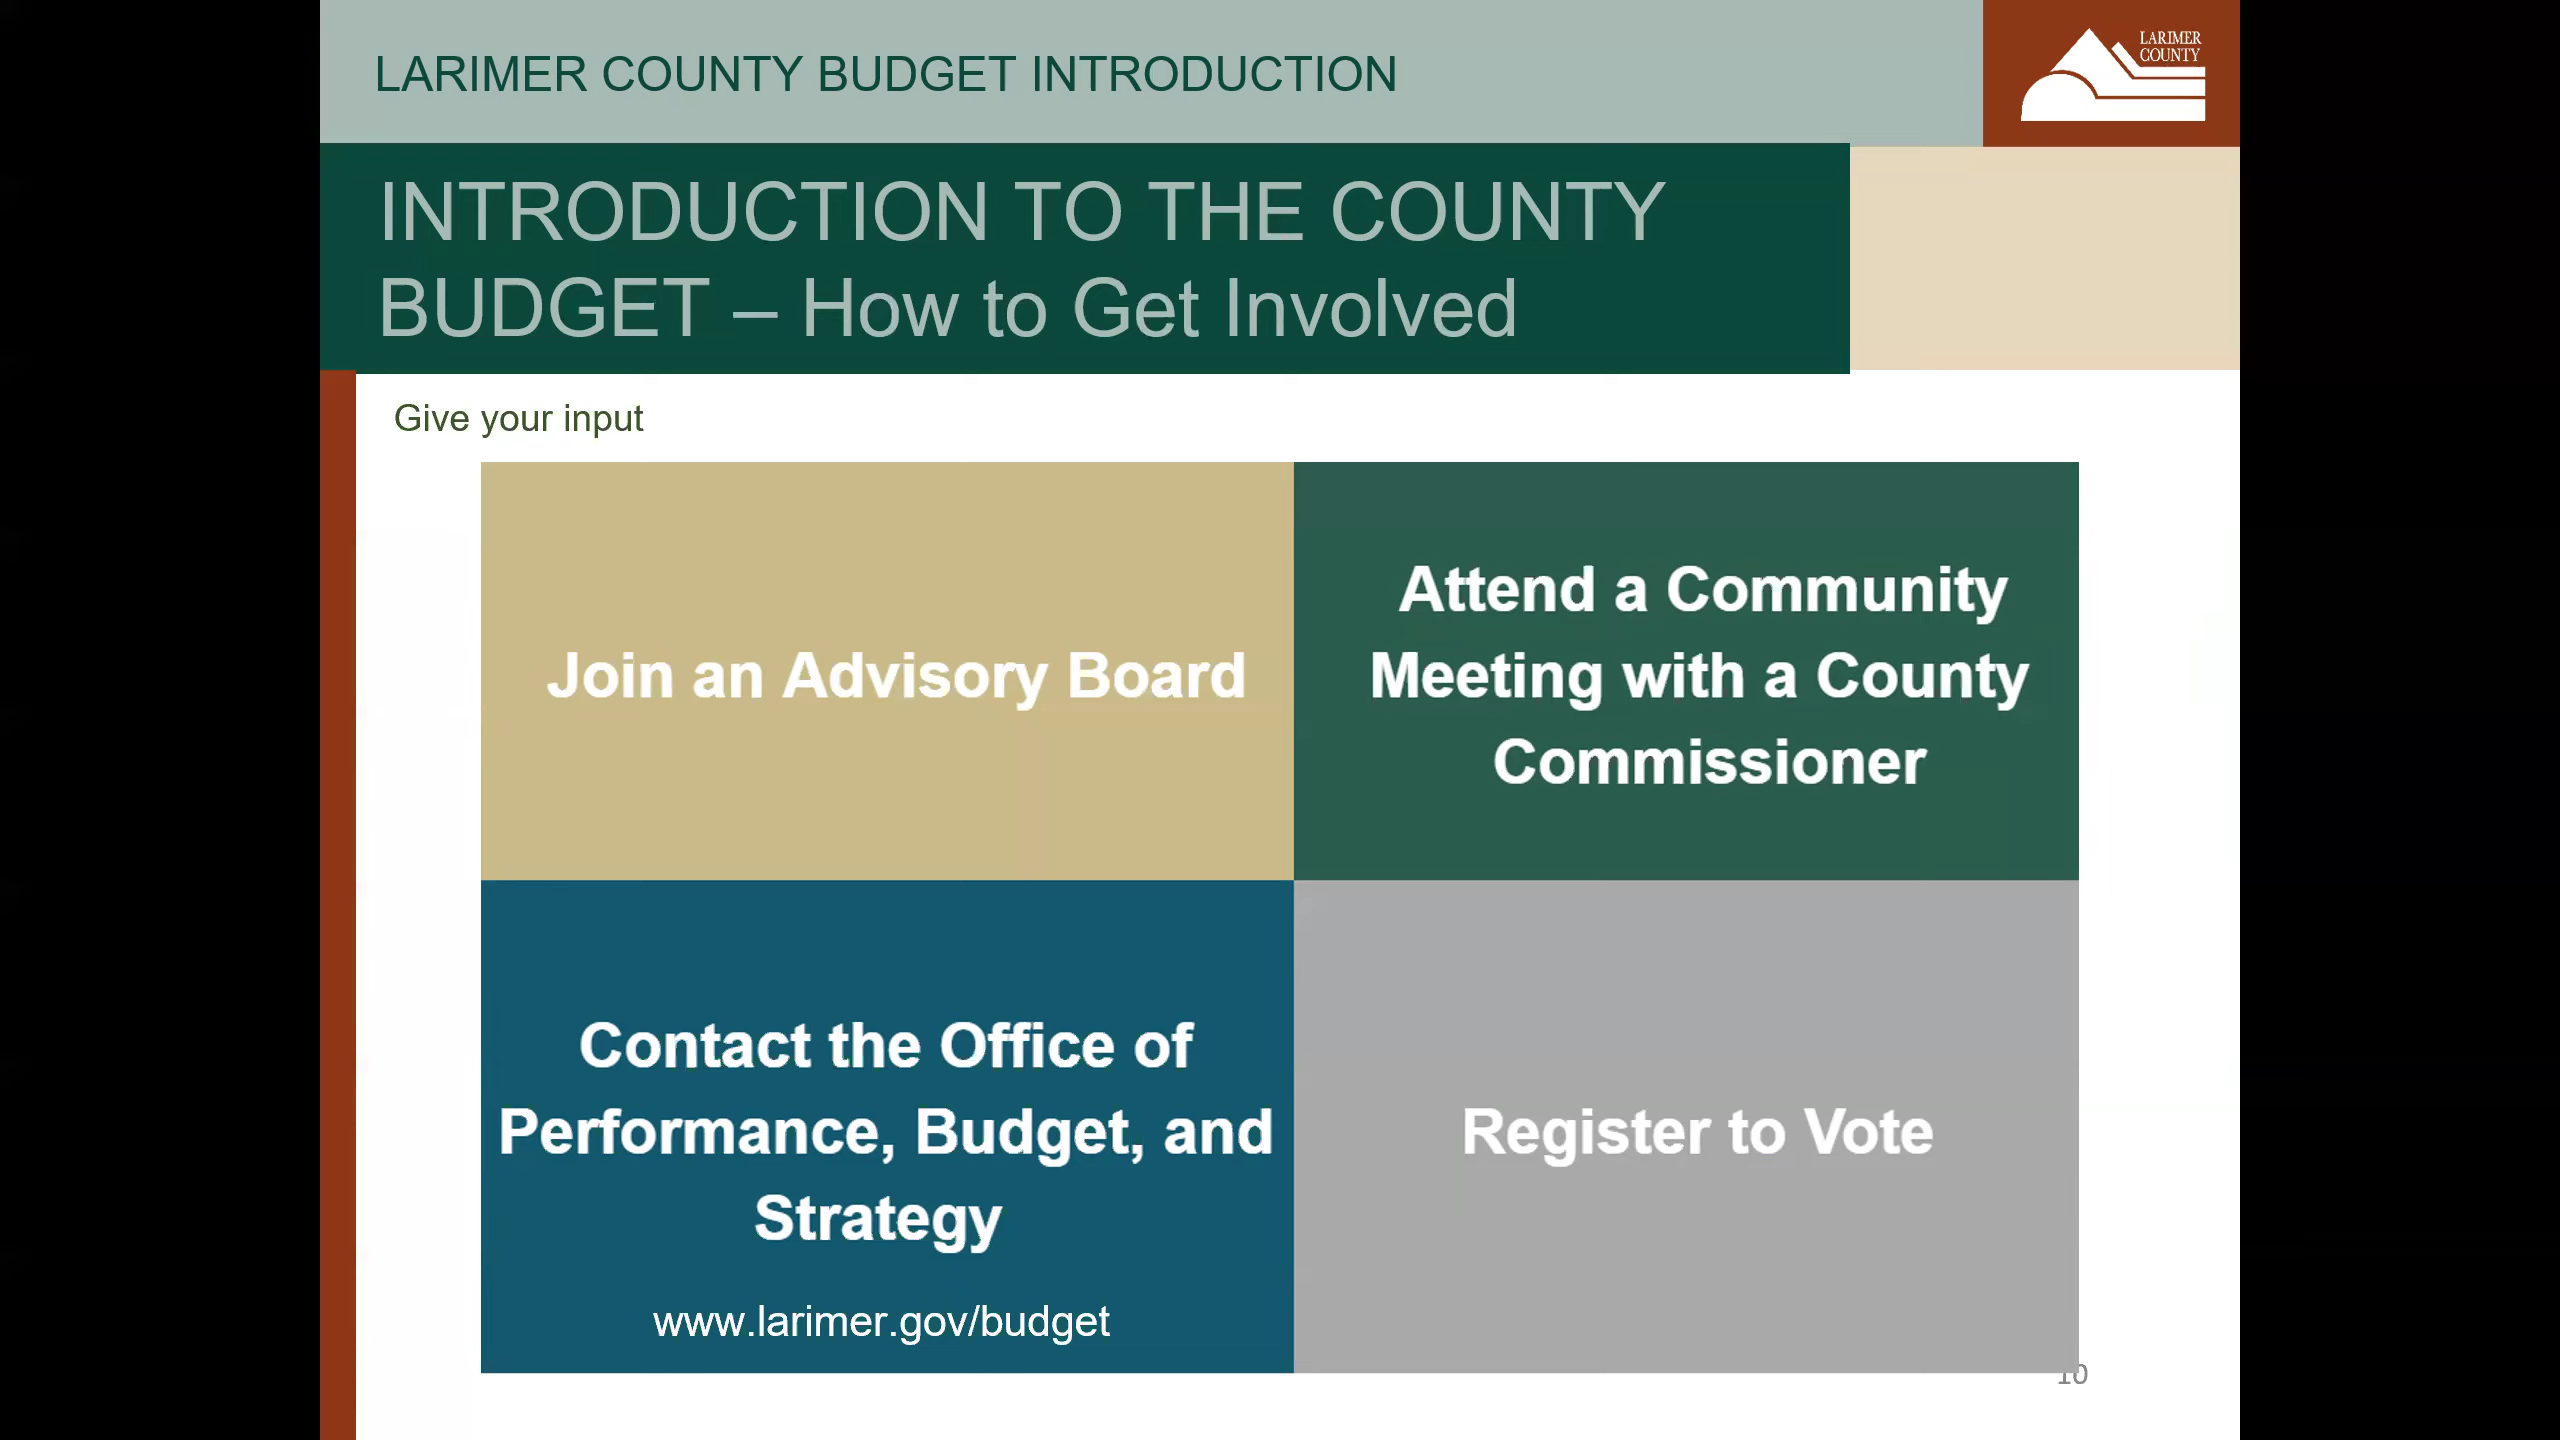 LARIMER COUNTY BUDGET INTRODUCTION
LARIMER
COUNTY
INTRODUCTION TO THE COUNTY
BUDGET – How to Get Involved
Give your input
Join an Advisory Board
Attend a Community
Meeting with a County
Commissioner
Contact the Office of
Performance, Budget, and
Strategy
www.larimer.gov/budget
Register to Vote
10